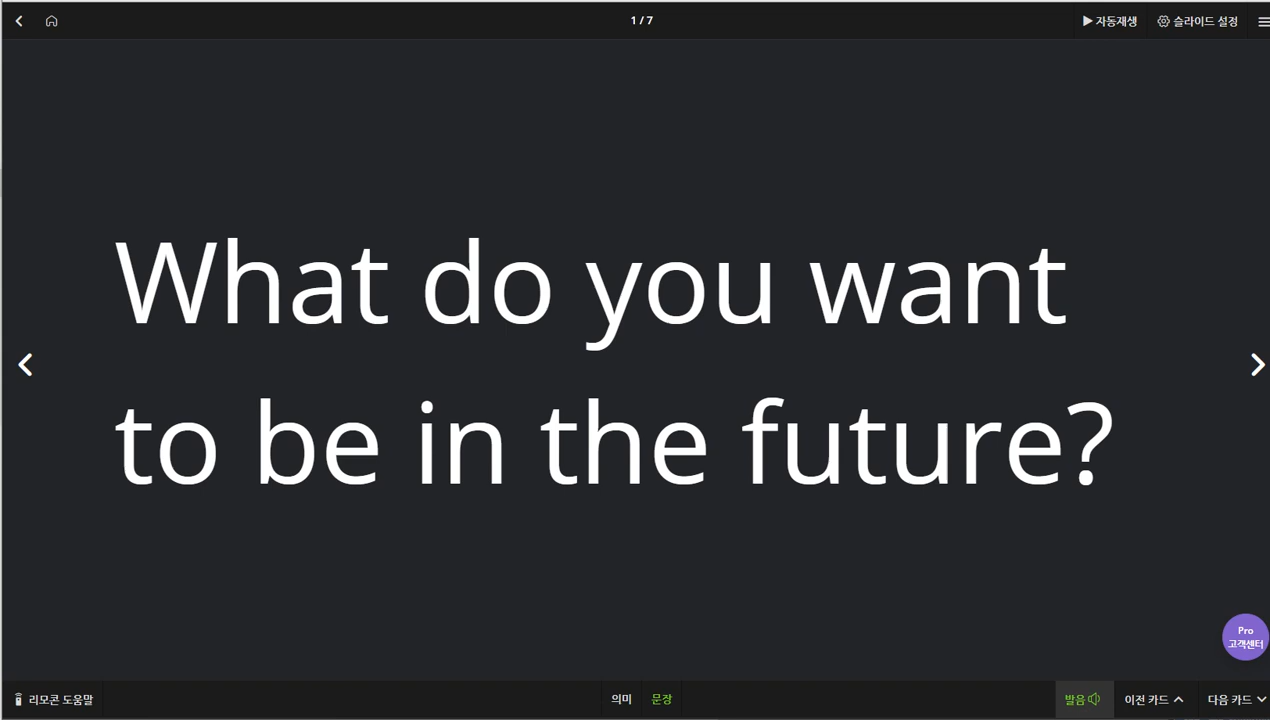 1 / 7
자동재생
슬라이드 설정
What do you want
to be in the future?
Pro
고객센터
리모콘 도움말
의미
문장
발음
이전 카드
다음 카드